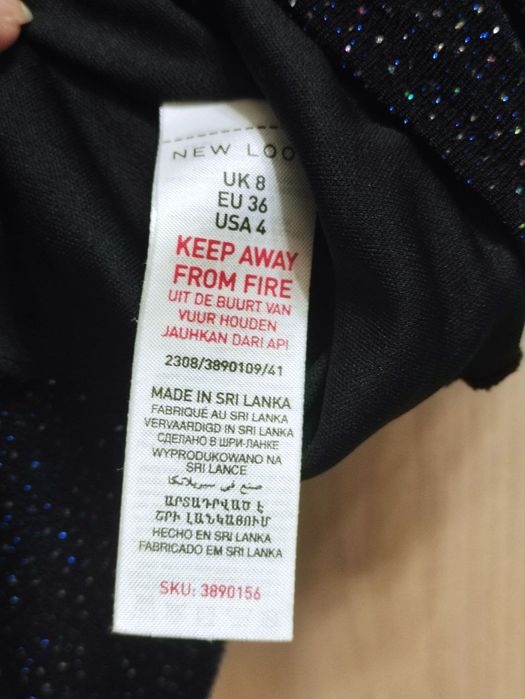 NEW LOO
UK 8
EU 36
USA 4
KEEP AWAY
FROM FIRE
UIT DE BUURT VAN
VUUR HOUDEN
JAUHKAN DARI API
2308/3890109/41
MADE IN SRI LANKA
FABRIQUÉ AU SRI LANKA
VERVAARDIGD IN SRI LANKA
СДЕЛАНО В ШРИ-ЛАНКЕ
WYPRODUKOWANO NA
SRI LANCE
صنع في سيريلانكا
ԱՐՏԱԴՐՎԱԾ Է
ՇՐԻ ԼԱՆԿԱՅՈՒՄ
HECHO EN SRI LANKA
FABRICADO EM SRI LANKA
SKU: 3890156